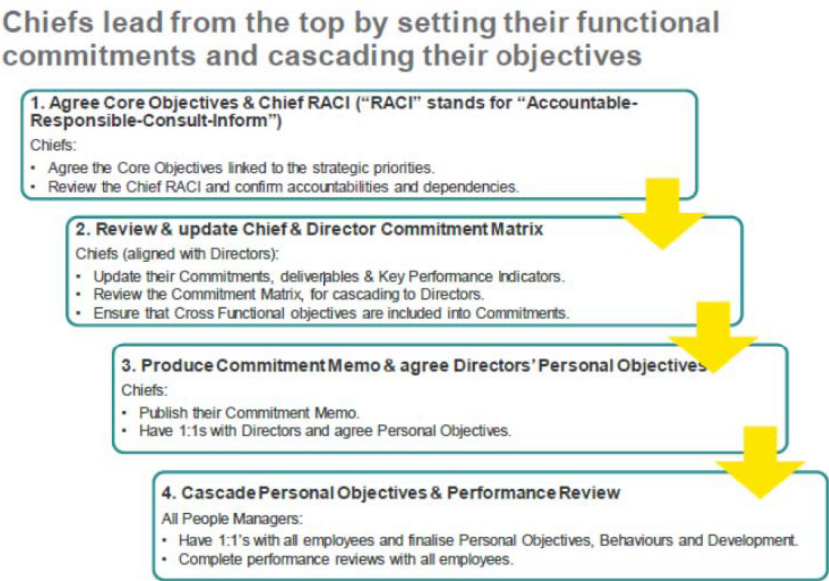 Chiefs lead from the top by setting their functional
commitments and cascading their objectives
1. Agree Core Objectives & Chief RACI (“RACI” stands for “Accountable-
Responsible-Consult-Inform”)
Chiefs:
• Agree the Core Objectives linked to the strategic priorities.
• Review the Chief RACI and confirm accountabilities and dependencies.
2. Review & update Chief & Director Commitment Matrix
Chiefs (aligned with Directors):
• Update their Commitments, deliverables & Key Performance Indicators.
• Review the Commitment Matrix, for cascading to Directors.
• Ensure that Cross Functional objectives are included into Commitments.
3. Produce Commitment Memo & agree Directors’ Personal Objectives
Chiefs:
• Publish their Commitment Memo.
• Have 1:1s with Directors and agree Personal Objectives.
4. Cascade Personal Objectives & Performance Review
All People Managers:
• Have 1:1’s with all employees and finalise Personal Objectives, Behaviours and Development.
• Complete performance reviews with all employees.